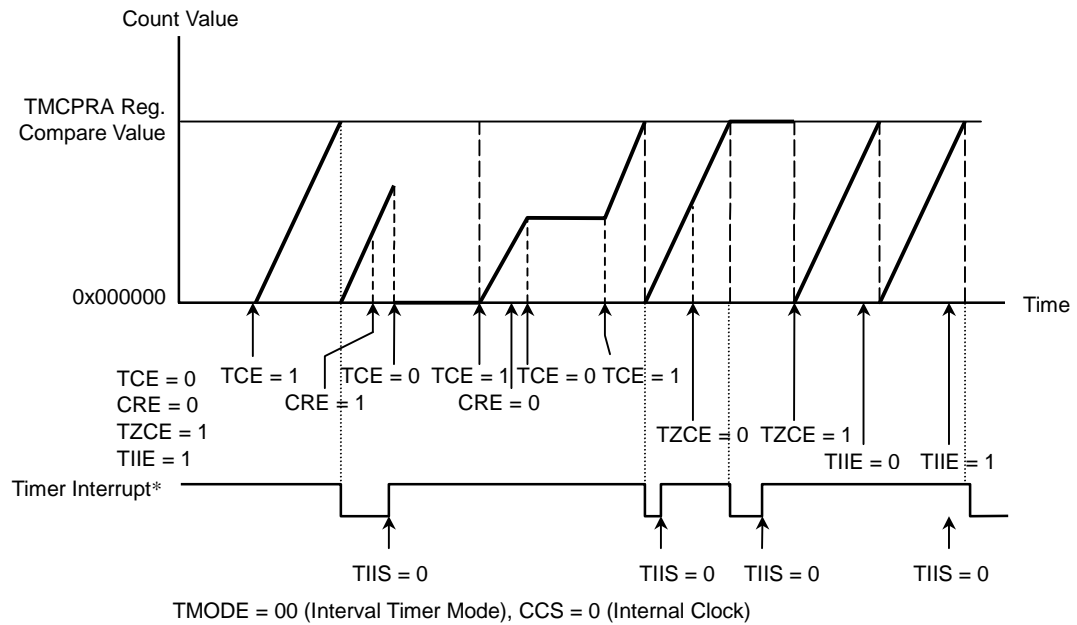 Count Value
TMCPRA Reg.
Compare Value
0x000000
Time
TCE = 0
CRE = 0
TZCE = 1
TIIE = 1
TCE = 1
CRE = 1
TCE = 0
TCE = 1
CRE = 0
TCE = 0
TCE = 1
TZCE = 0
TZCE = 1
TIIE = 0
TIIE = 1
Timer Interrupt*
TIIS = 0
TIIS = 0
TIIS = 0
TIIS = 0
TMODE = 00 (Interval Timer Mode), CCS = 0 (Internal Clock)